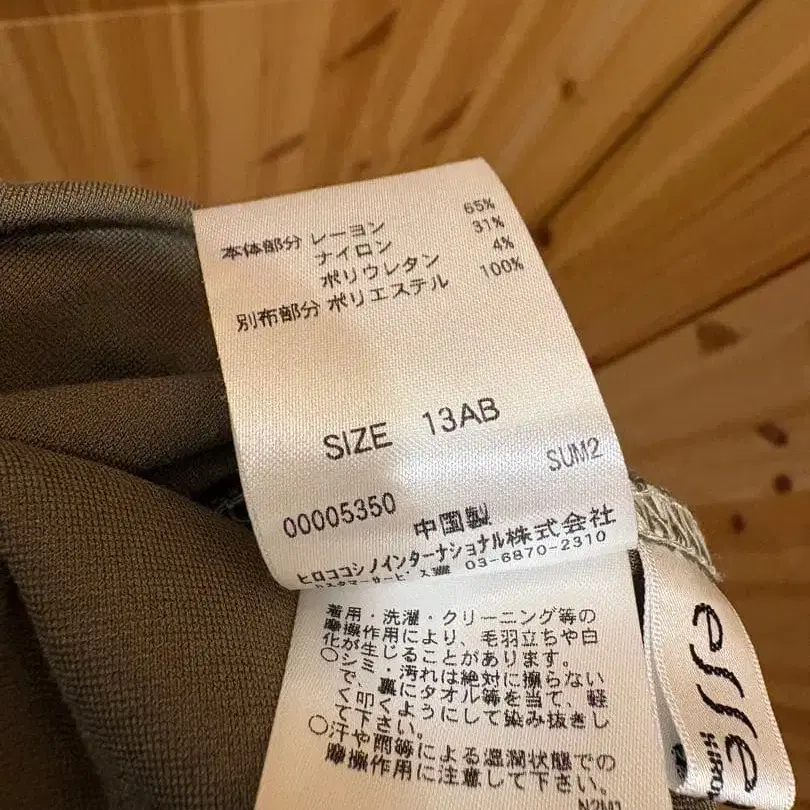 本体部分 レーヨン 65%
ナイロン 31%
ポリウレタン 4%
別布部分 ポリエステル 100%
SIZE 13AB
SUM2
00005350
中国製
ヒロココシノインターナショナル株式会社
03-6870-2310
着用・洗濯・クリーニング等の
摩擦作用により、毛羽立ちや白
化が生じることがあります。
○シミ・汚れは絶対に擦らない
で、裏にタオル等を当て、軽
く叩くようにして染み抜きし
て下さい。
○汗や雨等による湿潤状態での
摩擦作用に注意して下さい。
esse